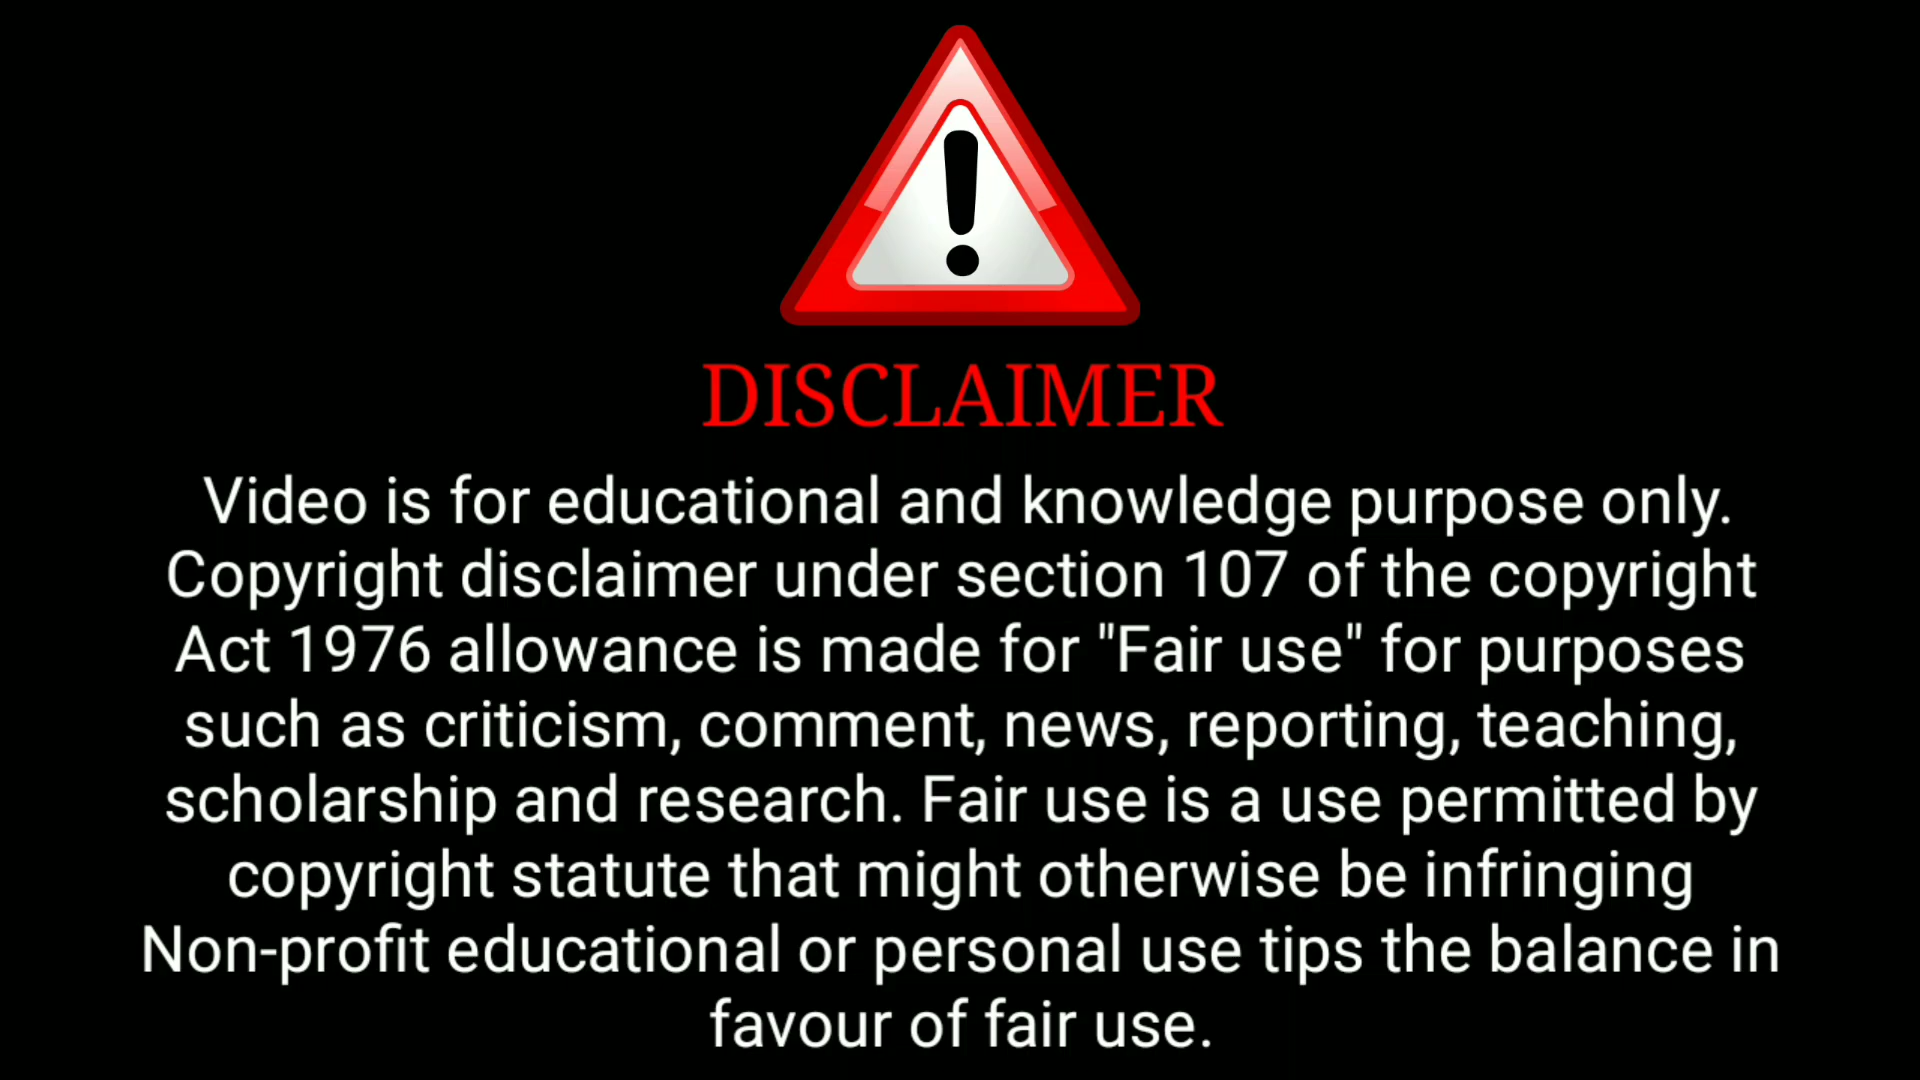 DISCLAIMER
Video is for educational and knowledge purpose only.
Copyright disclaimer under section 107 of the copyright
Act 1976 allowance is made for "Fair use" for purposes
such as criticism, comment, news, reporting, teaching,
scholarship and research. Fair use is a use permitted by
copyright statute that might otherwise be infringing
Non-profit educational or personal use tips the balance in
favour of fair use.